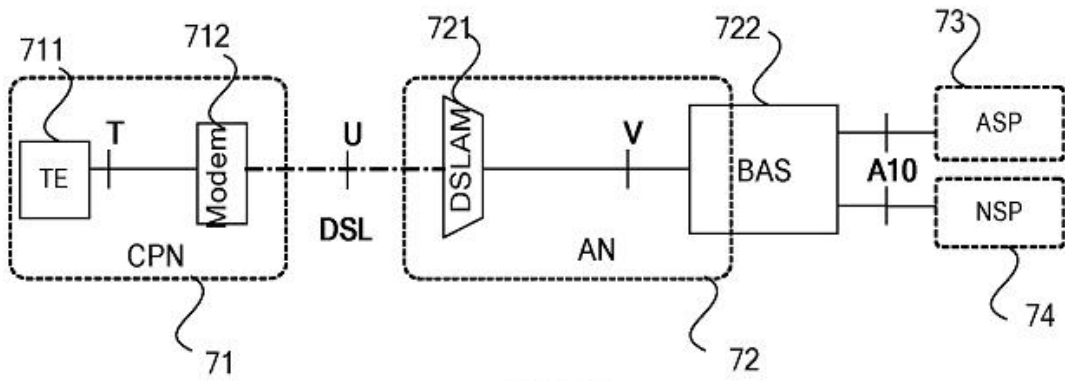 711
712
721
722
73
T
U
V
ASP
TE
Modem
DSLAM
BAS
A10
DSL
NSP
CPN
AN
71
72
74